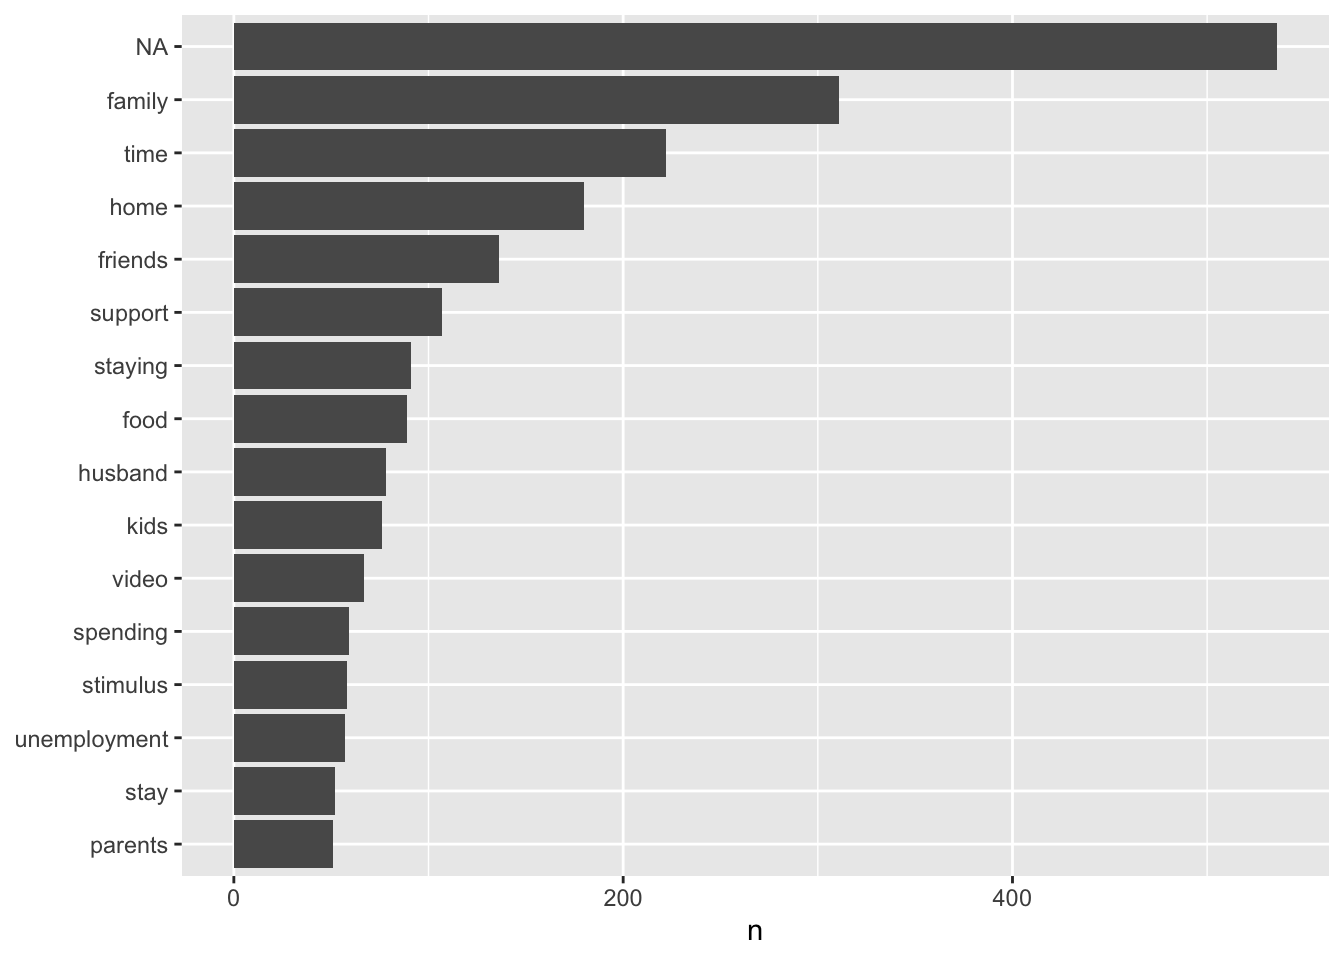 NA
family
time
home
friends
support
staying
food
husband
kids
video
spending
stimulus
unemployment
stay
parents
0 200 400
n